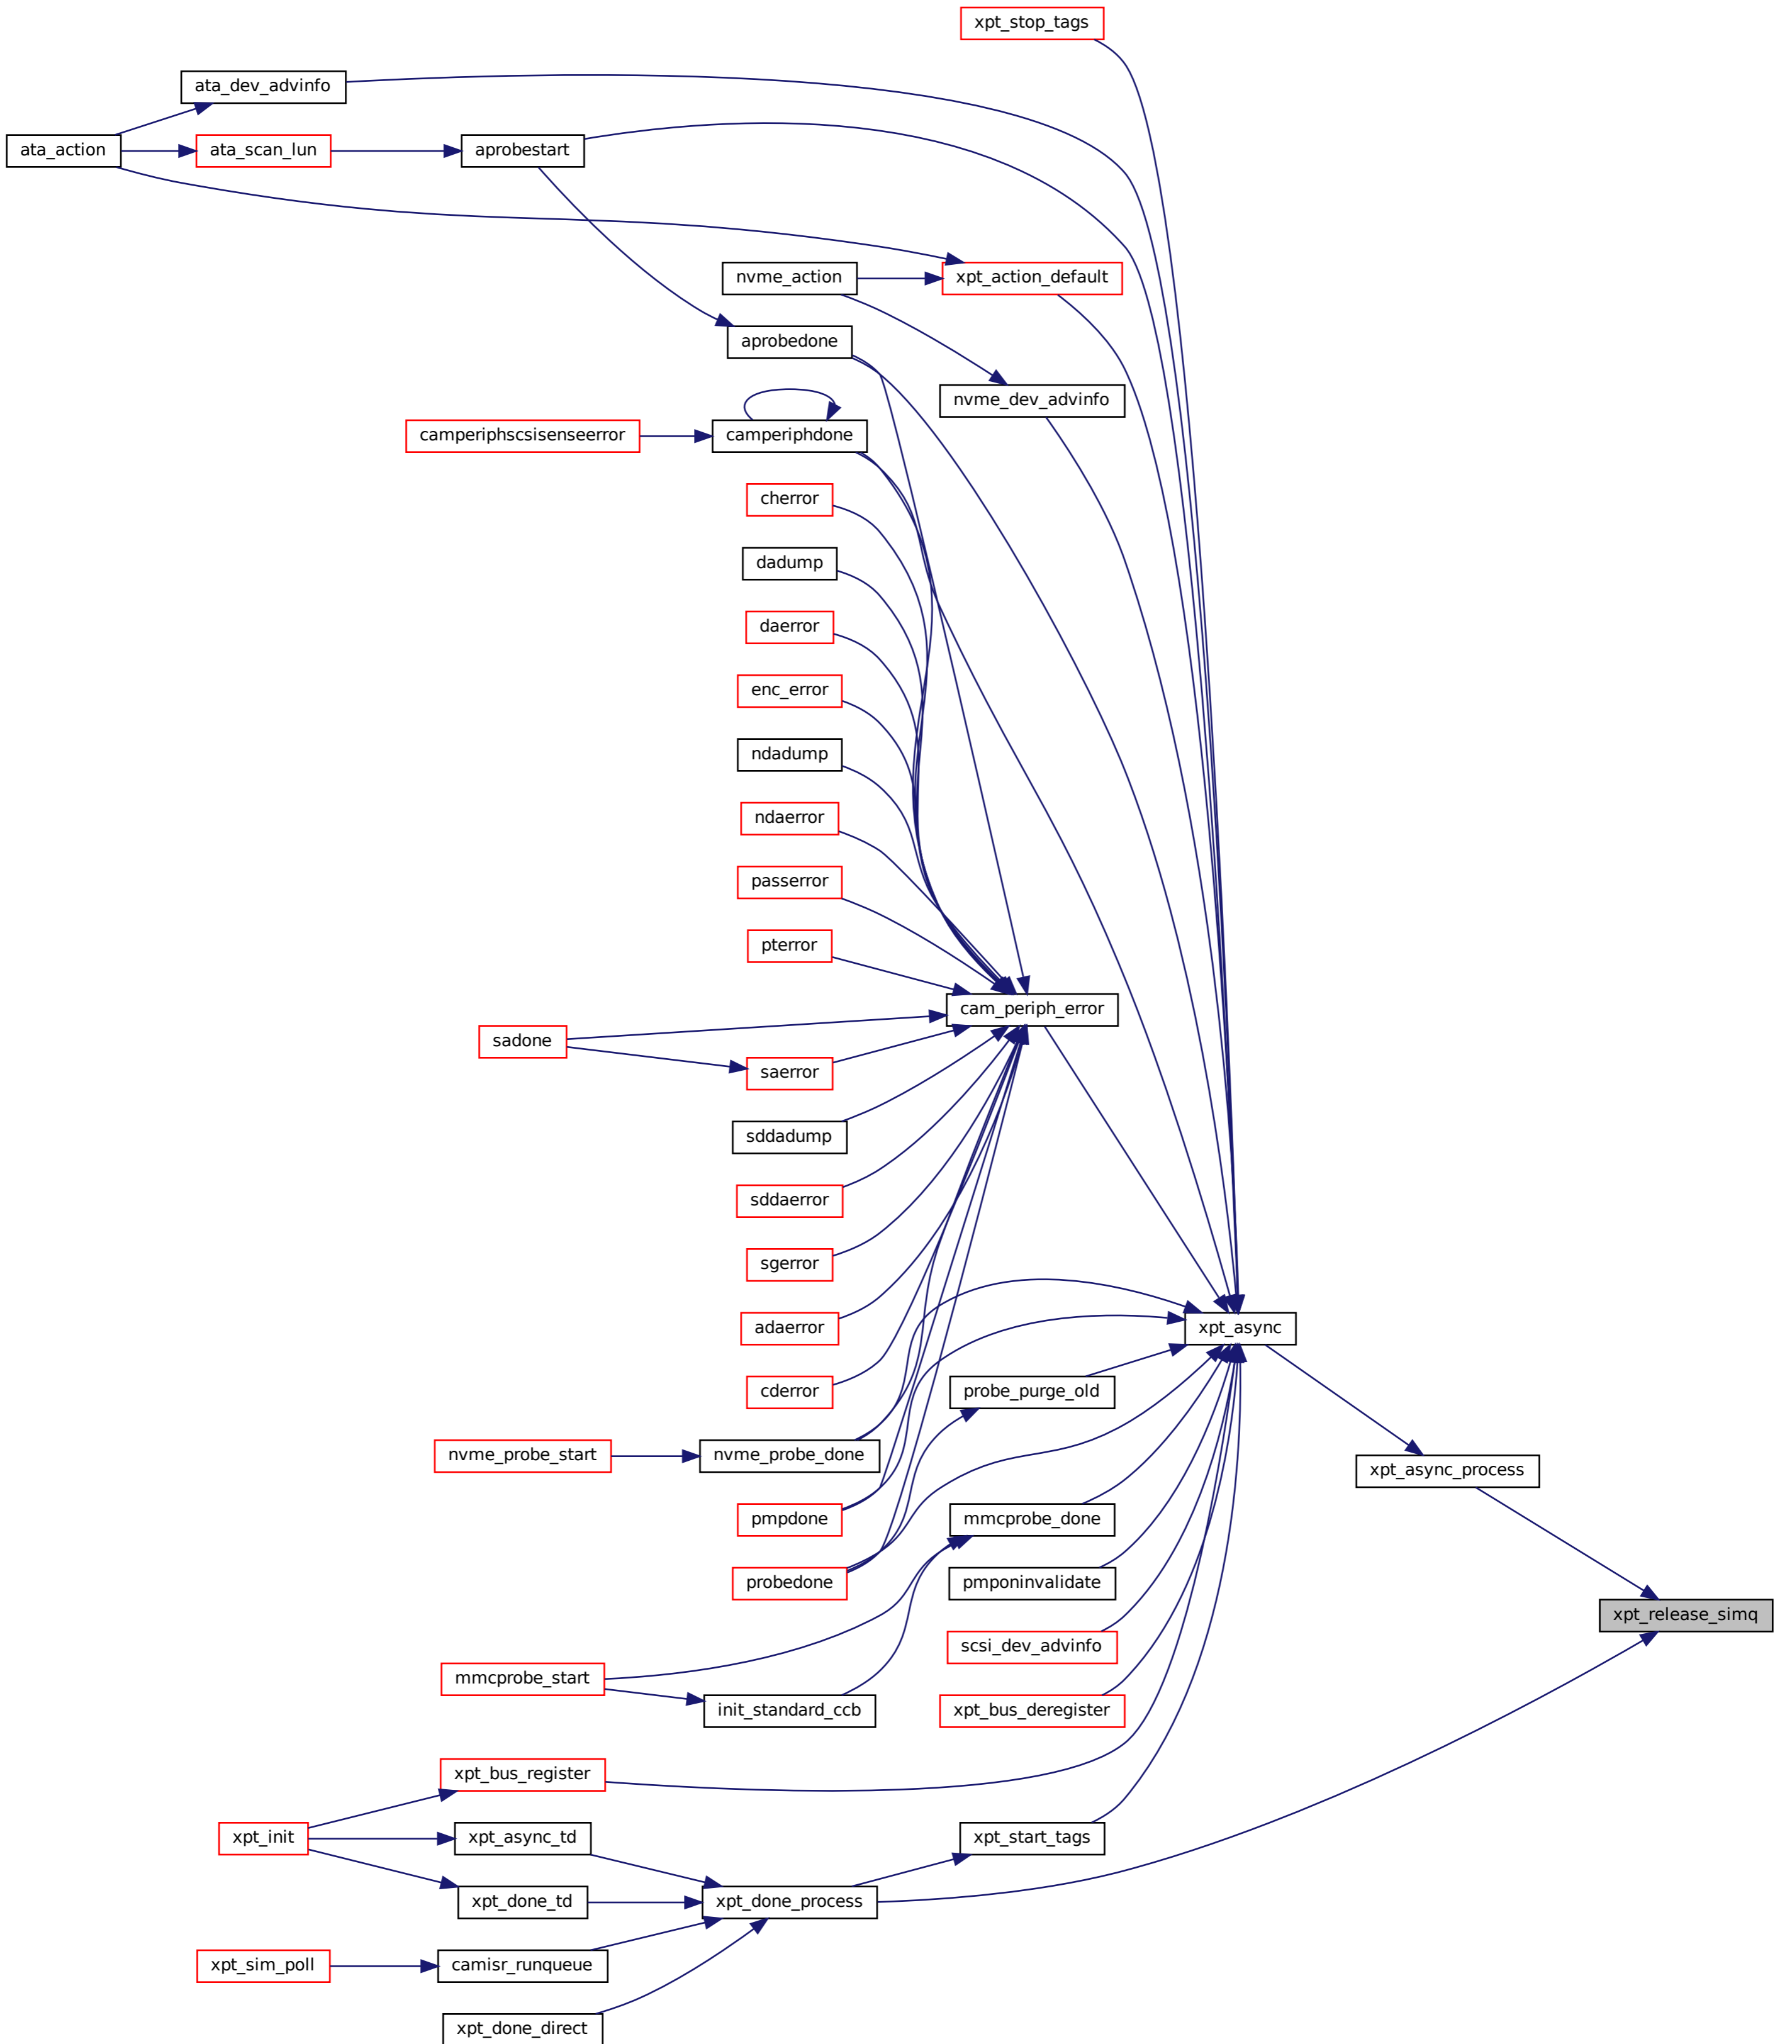 xpt_stop_tags
ata_dev_advinfo
ata_action
ata_scan_lun
aprobestart
nvme_action
xpt_action_default
aprobedone
nvme_dev_advinfo
camperiphscsisenseerror
camperiphdone
cherror
dadump
daerror
enc_error
ndadump
ndaerror
passerror
pterror
cam_periph_error
sadone
saerror
sddadump
sddaerror
sgerror
adaerror
xpt_async
cderror
probe_purge_old
nvme_probe_start
nvme_probe_done
xpt_async_process
pmpdone
mmcprobe_done
probedone
pmponinvalidate
xpt_release_simq
scsi_dev_advinfo
mmcprobe_start
init_standard_ccb
xpt_bus_deregister
xpt_bus_register
xpt_init
xpt_async_td
xpt_start_tags
xpt_done_td
xpt_done_process
xpt_sim_poll
camisr_runqueue
xpt_done_direct